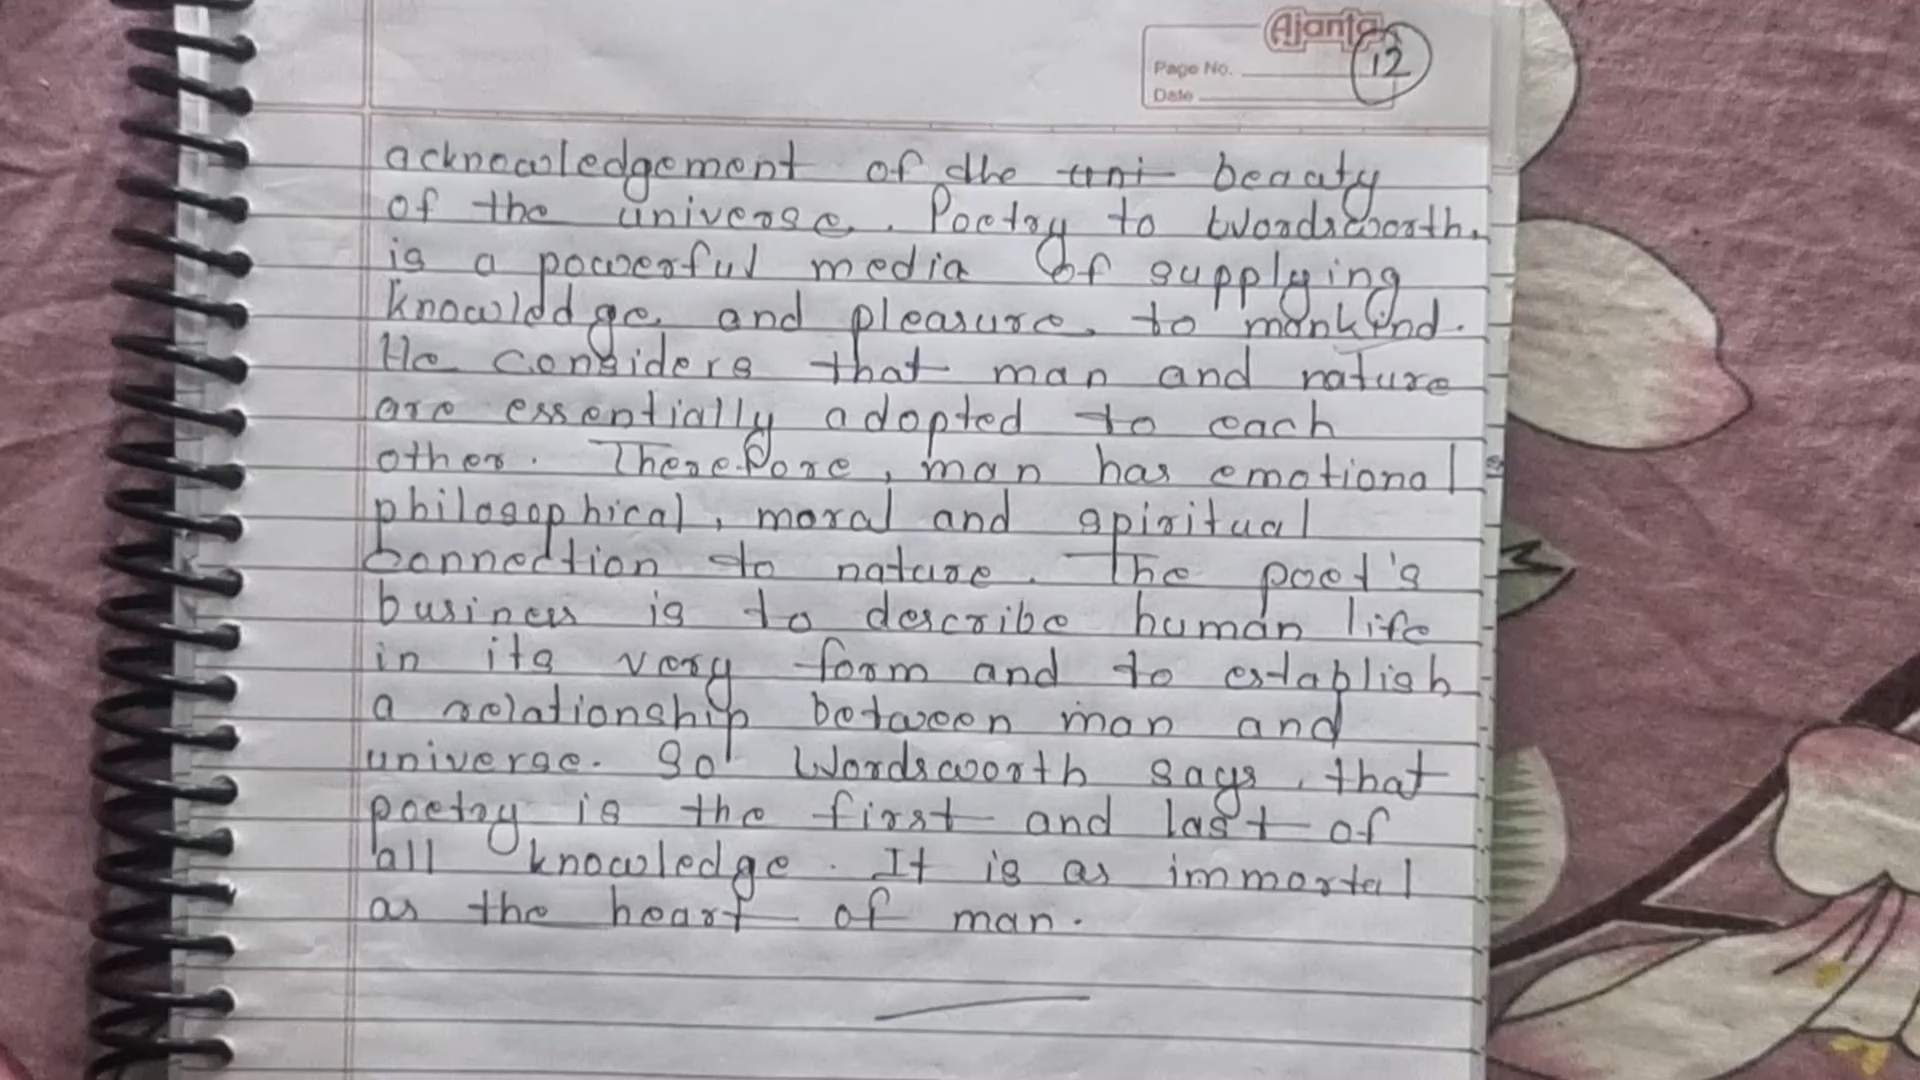 Ajanta
Page No. 12
Date
acknowledgement of the uni beauty
of the universe. Poetry to Wordsworth,
is a powerful media of supplying
knowlddge and pleasure to mankind.
He considers that man and nature
are essentially adopted to each
other. Therefore, man has emotional
philosophical, moral and spiritual
connection to nature. The poet's
business is to describe human life
in its very form and to establish
a relationship between man and
universe. So Wordsworth says, that
poetry is the first and last of
all knowledge. It is as immortal
as the heart of man.